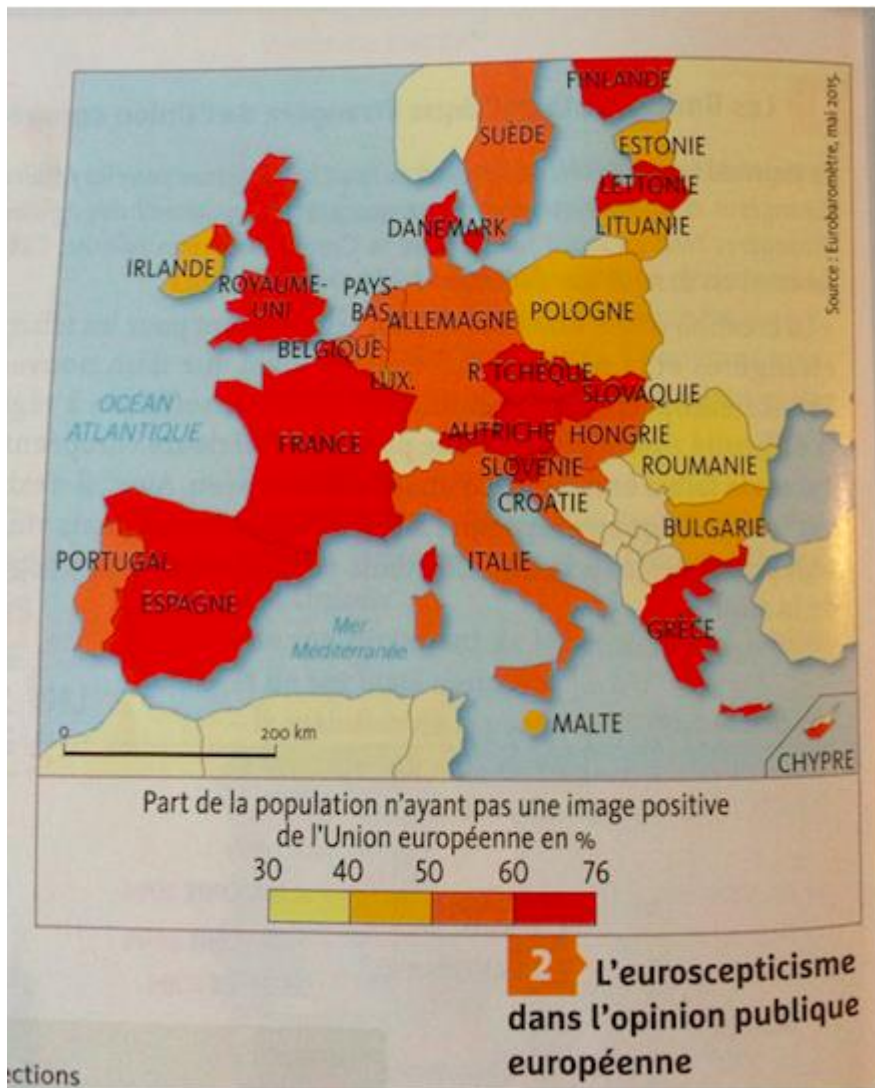 FINLANDE
SUÈDE
ESTONIE
LETTONIE
DANEMARK
LITUANIE
IRLANDE
ROYAUME-
UNI
PAYS-
BAS
ALLEMAGNE
POLOGNE
BELGIQUE
LUX.
R. TCHÈQUE
SLOVAQUIE
OCÉAN
ATLANTIQUE
FRANCE
AUTRICHE
HONGRIE
SLOVÉNIE
ROUMANIE
CROATIE
BULGARIE
PORTUGAL
ITALIE
ESPAGNE
GRÈCE
Mer
Méditerranée
MALTE
0
200 km
CHYPRE
Source : Eurobaromètre, mai 2015.
Part de la population n'ayant pas une image positive
de l'Union européenne en %
30 40 50 60 76
2 L'euroscepticisme
dans l'opinion publique
européenne
ections